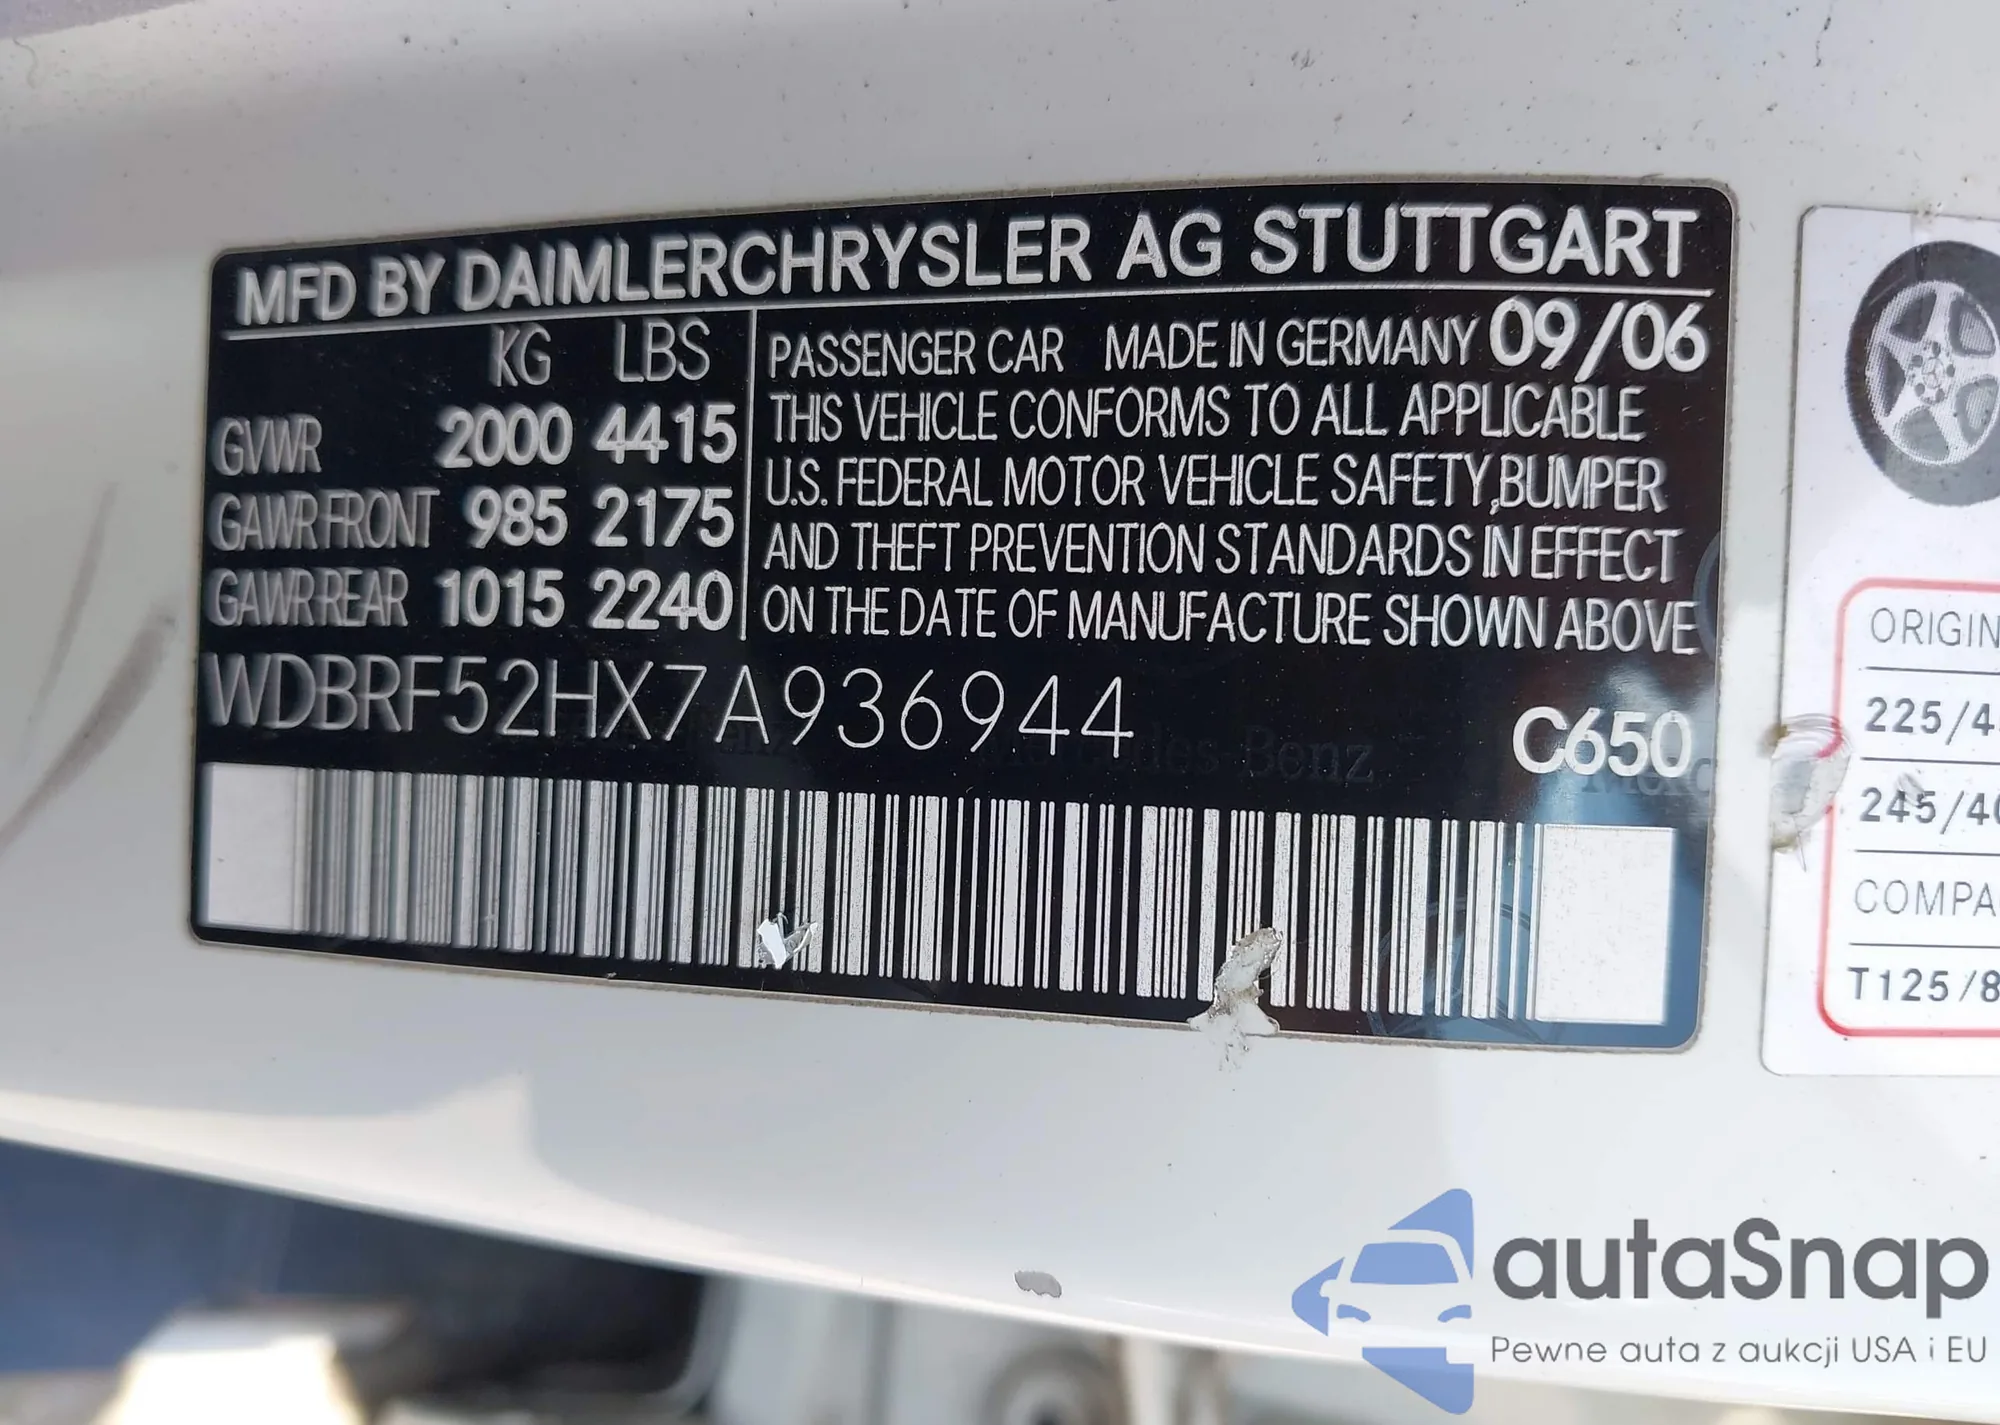 MFD BY DAIMLERCHRYSLER AG STUTTGART
KG LBS
GVWR 2000 4415
GAWR FRONT 985 2175
GAWR REAR 1015 2240
PASSENGER CAR MADE IN GERMANY 09/06
THIS VEHICLE CONFORMS TO ALL APPLICABLE
U.S. FEDERAL MOTOR VEHICLE SAFETY, BUMPER
AND THEFT PREVENTION STANDARDS IN EFFECT
ON THE DATE OF MANUFACTURE SHOWN ABOVE
WDBRF52HX7A936944
C650
ORIGIN
225/4
245/40
COMPA
T125/8
autaSnap
Pewne auta z aukcji USA i EU